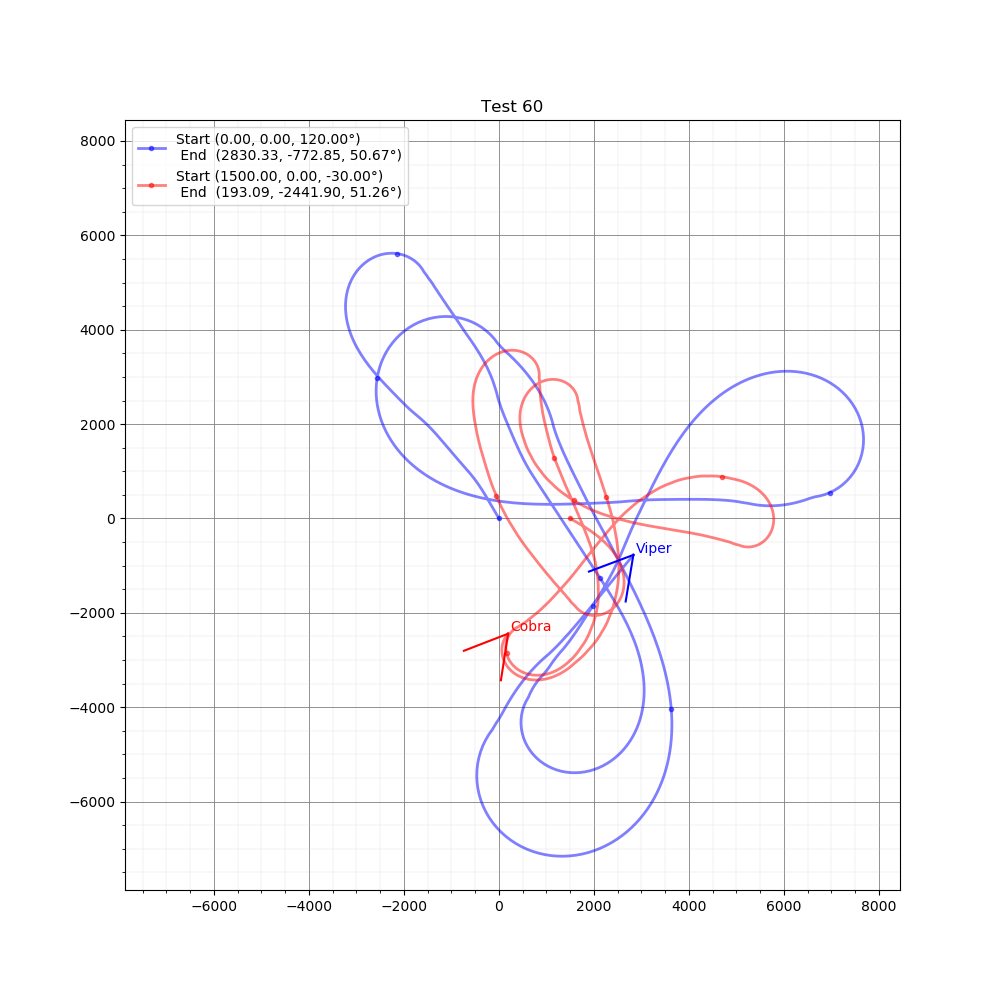 Test 60
Start (0.00, 0.00, 120.00°)
End (2830.33, -772.85, 50.67°)
Start (1500.00, 0.00, -30.00°)
End (193.09, -2441.90, 51.26°)
8000
6000
4000
2000
0
−2000
−4000
−6000
Viper
Cobra
−6000 −4000 −2000 0 2000 4000 6000 8000